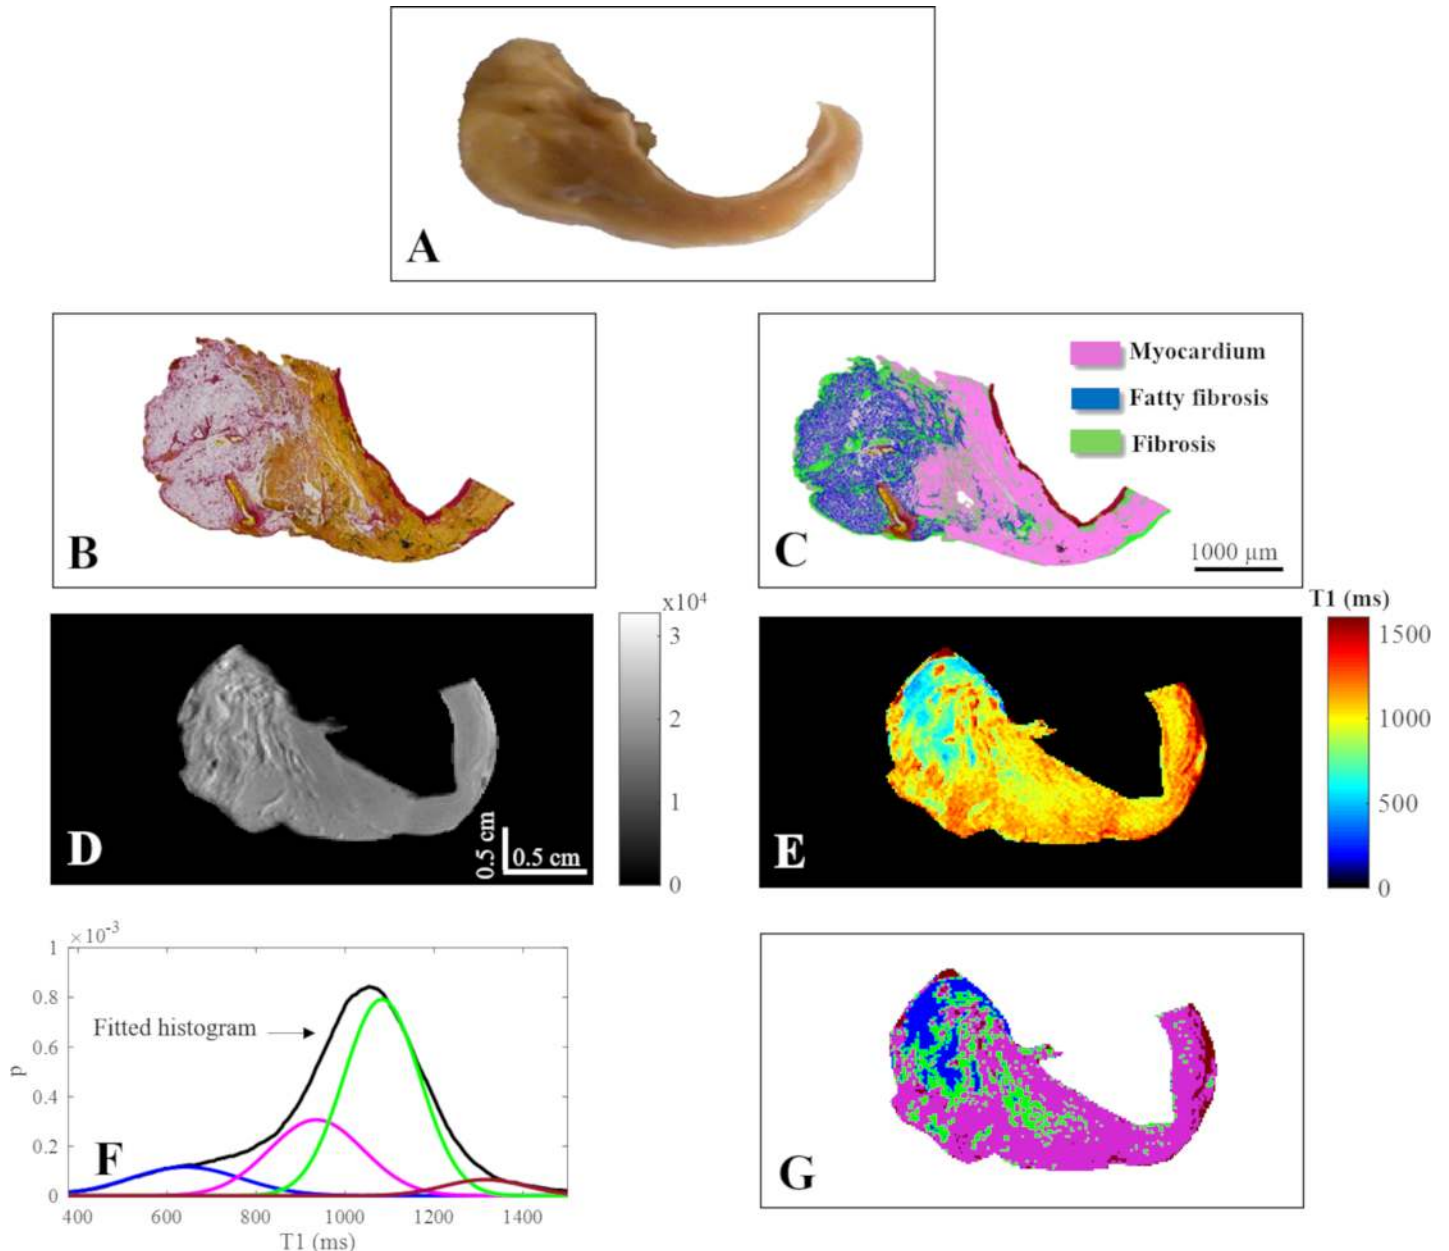 A
B
Myocardium
Fatty fibrosis
Fibrosis
C
1000 μm
D
0.5 cm
0.5 cm
x10⁴
3
2
1
0
E
T1 (ms)
1500
1000
500
0
×10⁻³
1
0.8
0.6
0.4
0.2
0
p
Fitted histogram
F
400
600
800
1000
1200
1400
T1 (ms)
G